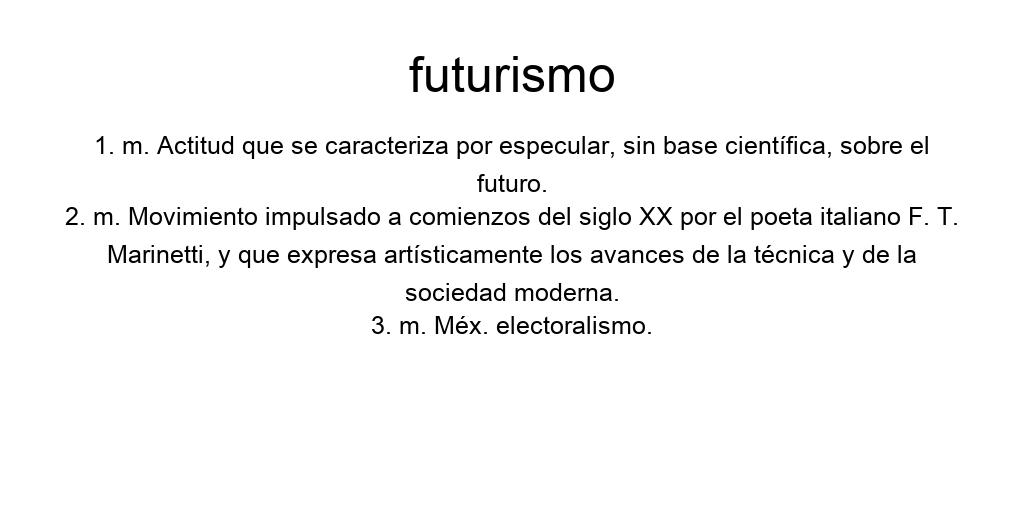 futurismo
1. m. Actitud que se caracteriza por especular, sin base científica, sobre el
futuro.
2. m. Movimiento impulsado a comienzos del siglo XX por el poeta italiano F. T.
Marinetti, y que expresa artísticamente los avances de la técnica y de la
sociedad moderna.
3. m. Méx. electoralismo.